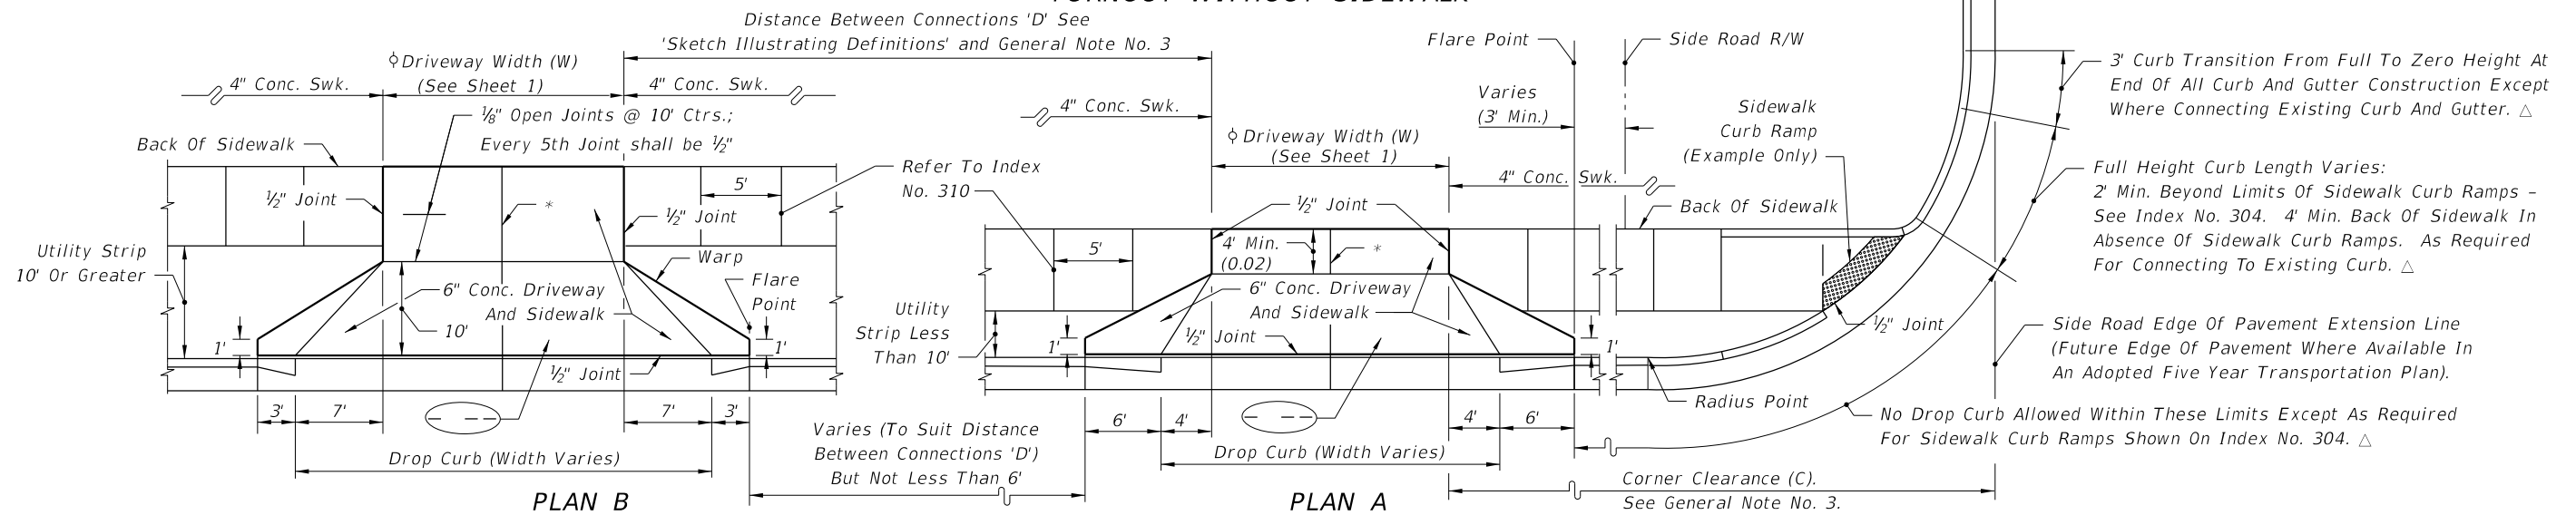 Distance Between Connections 'D' See
'Sketch Illustrating Definitions' and General Note No. 3
Driveway Width (W)
(See Sheet 1)
4" Conc. Swk.
4" Conc. Swk.
⅛" Open Joints @ 10' Ctrs.;
Every 5th Joint shall be ½"
Back Of Sidewalk
½" Joint
*
5'
½" Joint
Refer To Index
No. 310
Utility Strip
10' Or Greater
Warp
Flare
Point
6" Conc. Driveway
And Sidewalk
10'
1'
1'
½" Joint
3'
7'
7'
3'
Drop Curb (Width Varies)
PLAN B
Varies (To Suit Distance
Between Connections 'D')
But Not Less Than 6'
4" Conc. Swk.
Driveway Width (W)
(See Sheet 1)
4" Conc. Swk.
½" Joint
5'
4' Min.
(0.02)
*
6" Conc. Driveway
And Sidewalk
Utility
Strip Less
Than 10'
½" Joint
1'
1'
6'
4'
4'
6'
Drop Curb (Width Varies)
PLAN A
Flare Point
Side Road R/W
Varies
(3' Min.)
Sidewalk
Curb Ramp
(Example Only)
Back Of Sidewalk
½" Joint
Radius Point
Corner Clearance (C).
See General Note No. 3.
3' Curb Transition From Full To Zero Height At
End Of All Curb And Gutter Construction Except
Where Connecting Existing Curb And Gutter. △
Full Height Curb Length Varies:
2' Min. Beyond Limits Of Sidewalk Curb Ramps –
See Index No. 304. 4' Min. Back Of Sidewalk In
Absence Of Sidewalk Curb Ramps. As Required
For Connecting To Existing Curb. △
Side Road Edge Of Pavement Extension Line
(Future Edge Of Pavement Where Available In
An Adopted Five Year Transportation Plan).
No Drop Curb Allowed Within These Limits Except As Required
For Sidewalk Curb Ramps Shown On Index No. 304. △